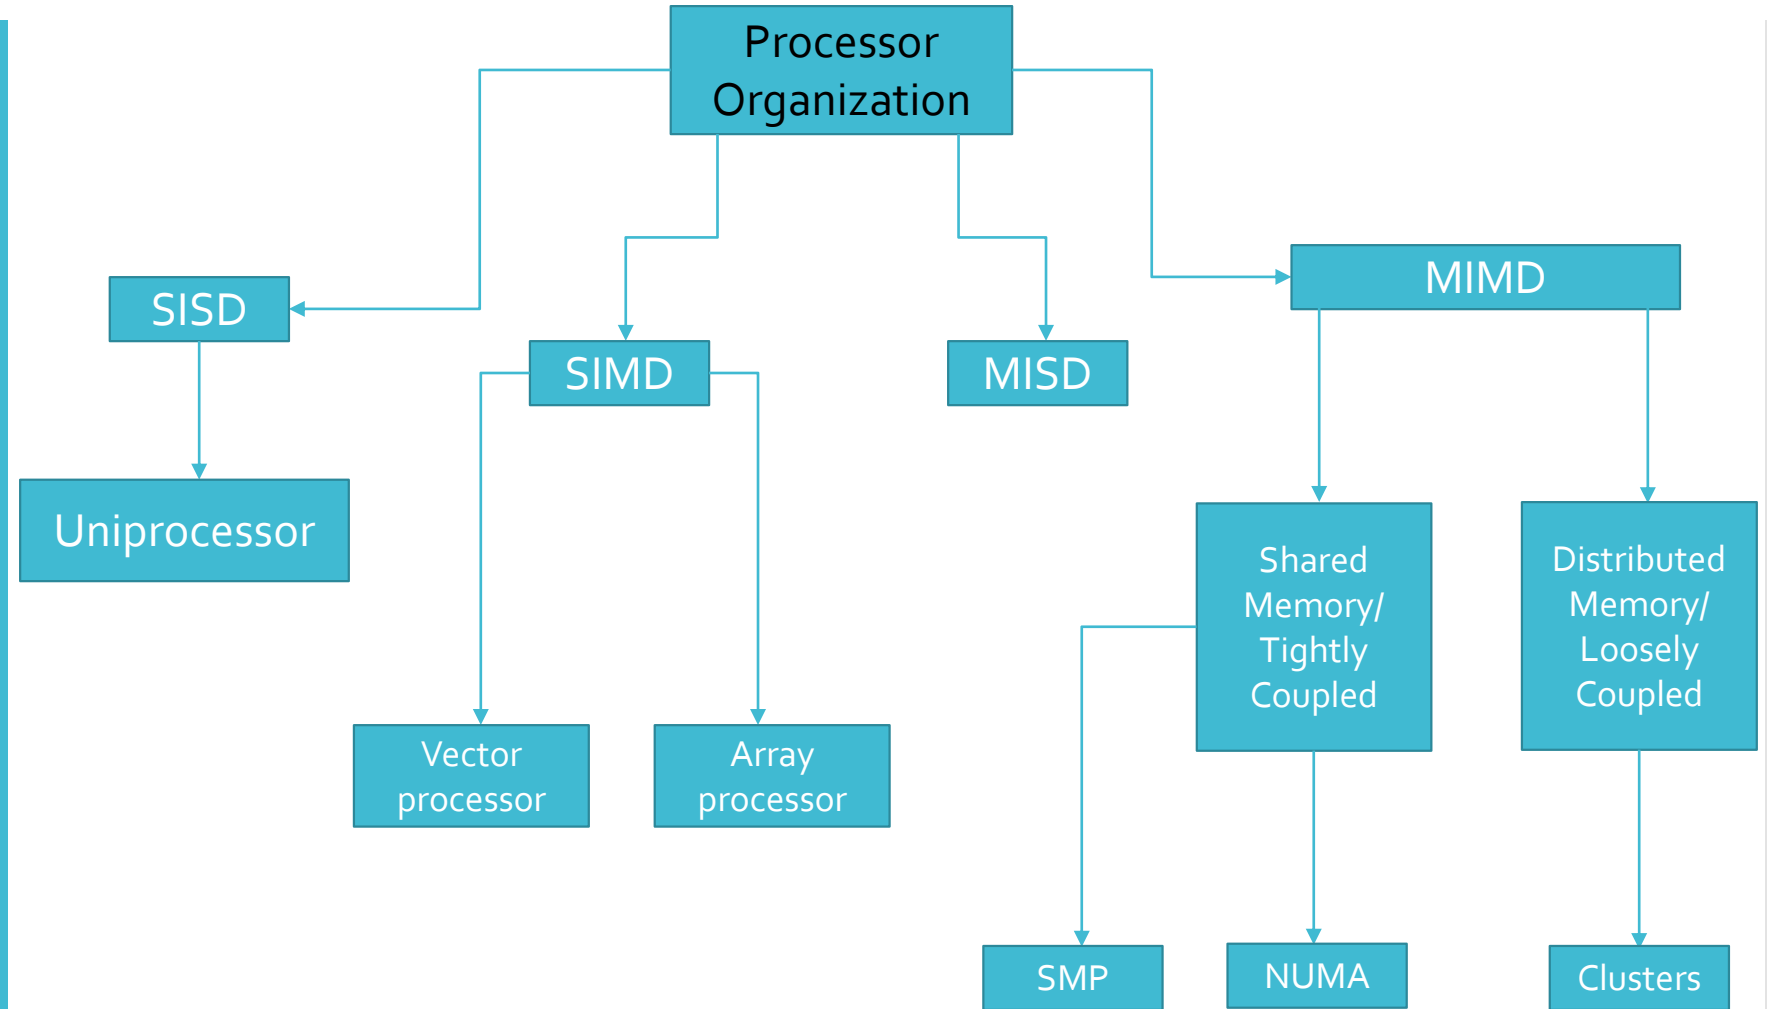 Processor
Organization
SISD
SIMD
MISD
MIMD
Uniprocessor
Vector
processor
Array
processor
Shared
Memory/
Tightly
Coupled
Distributed
Memory/
Loosely
Coupled
SMP
NUMA
Clusters